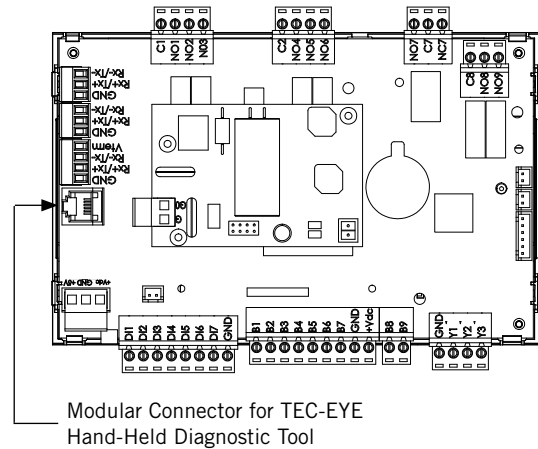 C1 NO1 NO2 N03
C2 NO4 NO5 NO6
NO7 C7 NC7
C8 NO8 NO9
Rx-/Tx-
Rx+/Tx+
GND
Rx-/Tx-
Rx+/Tx+
GND
Vterm
Rx-/Tx-
Rx+/Tx+
GND
G0 G
+5V GND +Vdc
DI1 DI2 DI3 DI4 DI5 DI6 DI7 GND
B1 B2 B3 B4 B5 B6 B7 GND +Vdc
B8 B9
GND Y1 Y2 Y3
Modular Connector for TEC-EYE
Hand-Held Diagnostic Tool